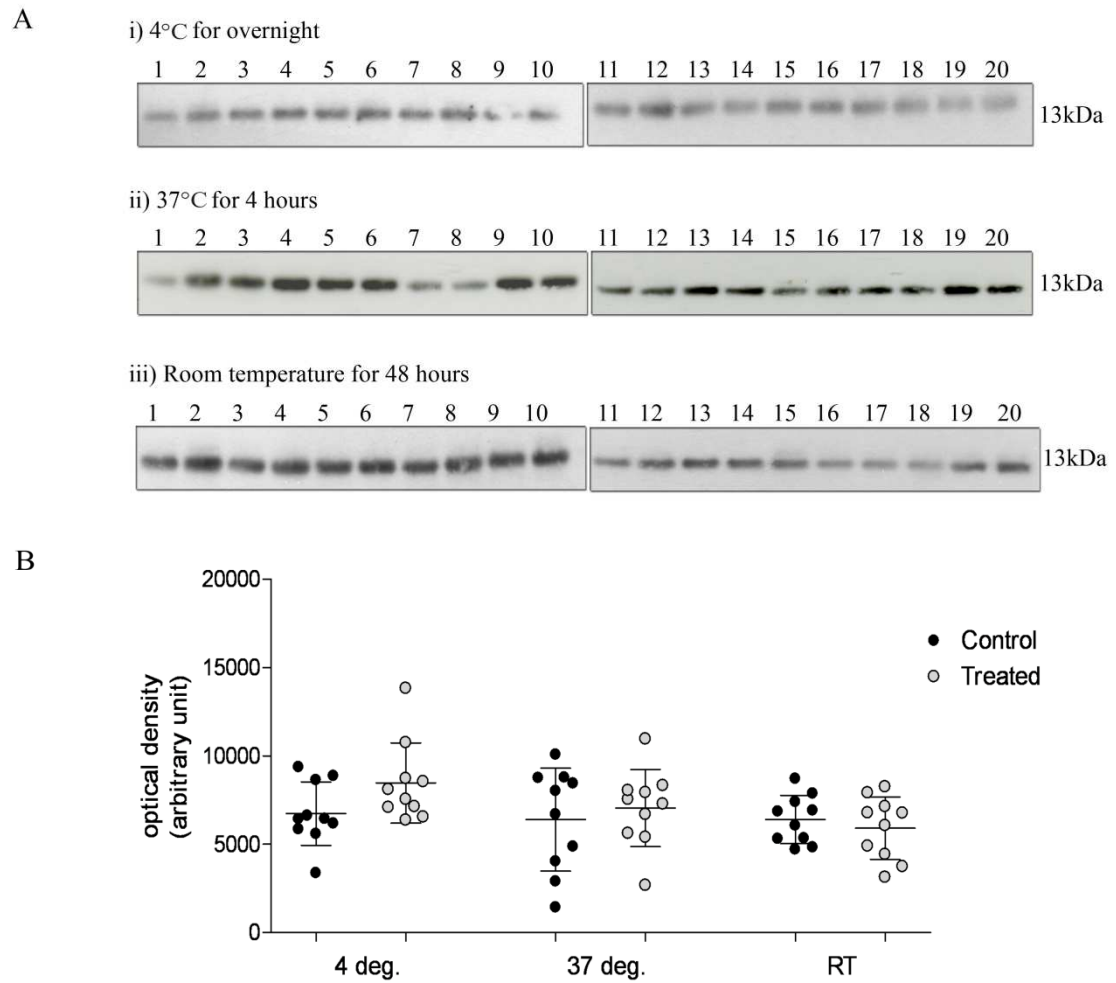 A
i) 4°C for overnight
1 2 3 4 5 6 7 8 9 10 11 12 13 14 15 16 17 18 19 20
13kDa
ii) 37°C for 4 hours
1 2 3 4 5 6 7 8 9 10 11 12 13 14 15 16 17 18 19 20
13kDa
iii) Room temperature for 48 hours
1 2 3 4 5 6 7 8 9 10 11 12 13 14 15 16 17 18 19 20
13kDa
B
optical density
(arbitrary unit)
20000
15000
10000
5000
0
Control
Treated
4 deg. 37 deg. RT